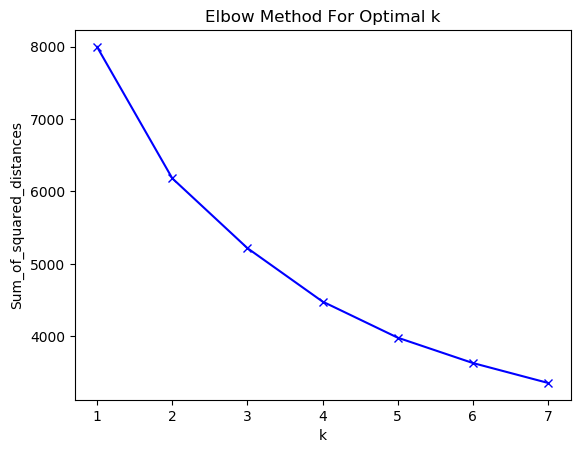 Elbow Method For Optimal k
8000
7000
6000
5000
4000
Sum_of_squared_distances
1 2 3 4 5 6 7
k